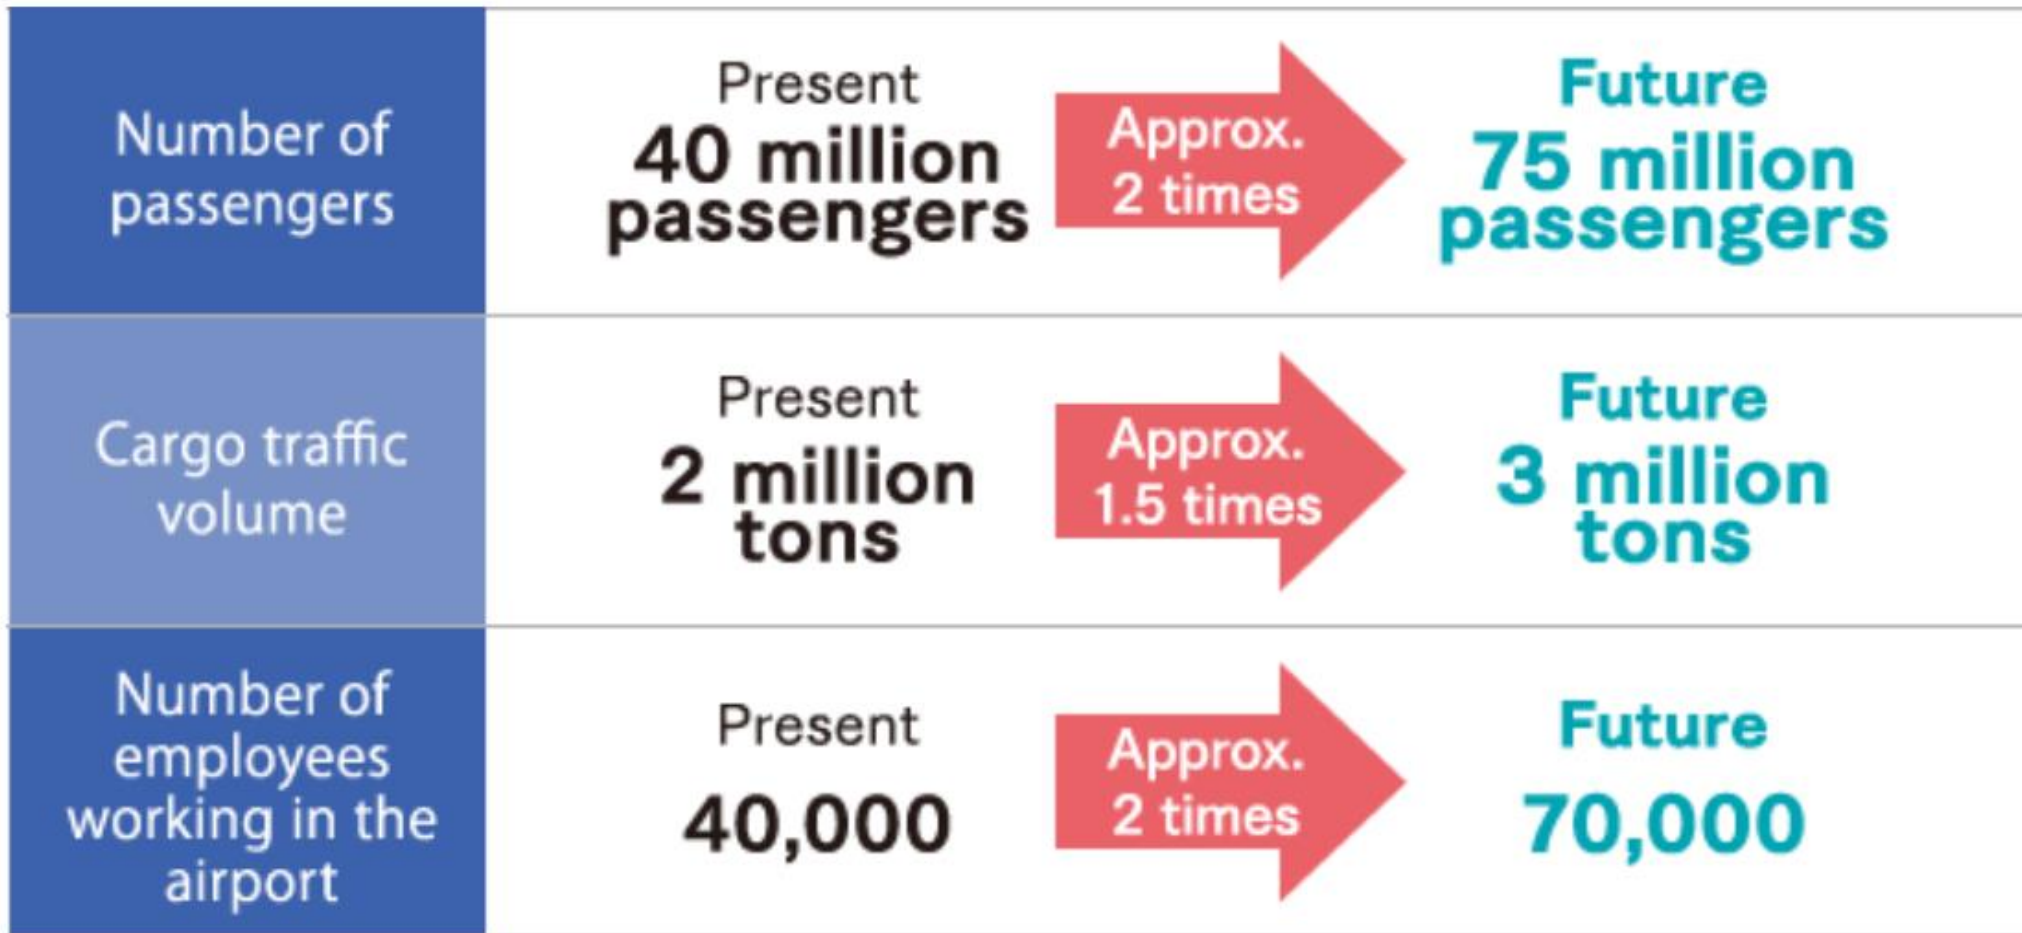 Number of
passengers
Present
40 million
passengers
Approx.
2 times
Future
75 million
passengers
Cargo traffic
volume
Present
2 million
tons
Approx.
1.5 times
Future
3 million
tons
Number of
employees
working in the
airport
Present
40,000
Approx.
2 times
Future
70,000